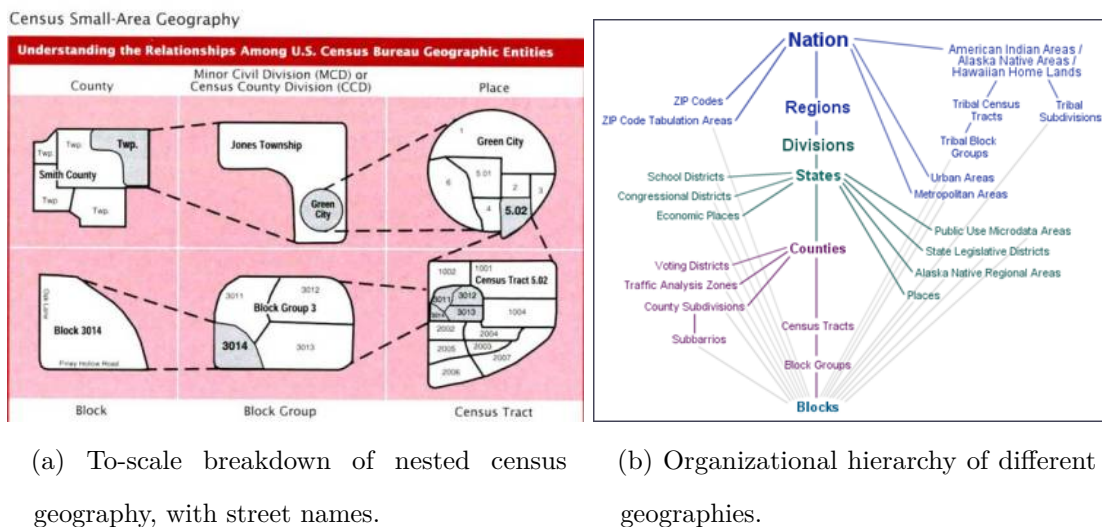 Census Small-Area Geography
Understanding the Relationships Among U.S. Census Bureau Geographic Entities
County
Minor Civil Division (MCD) or
Census County Division (CCD)
Place
Twp.
Twp.
Twp.
Smith County
Twp.
Jones Township
Green
City
1
Green City
6
5.01
2
3
4
5.02
Oak Lane
Block 3014
Piney Hollow Road
3011
3012
Block Group 3
3014
3013
1002
1001
Census Tract 5.02
3011
3012
3014
3013
1004
2002
2004
2005
2003
2007
2006
Block
Block Group
Census Tract
Nation
American Indian Areas /
Alaska Native Areas /
Hawaiian Home Lands
ZIP Codes
ZIP Code Tabulation Areas
Regions
Tribal Census
Tracts
Tribal
Subdivisions
Divisions
Tribal Block
Groups
School Districts
States
Urban Areas
Congressional Districts
Metropolitan Areas
Economic Places
Public Use Microdata Areas
Counties
State Legislative Districts
Voting Districts
Alaska Native Regional Areas
Traffic Analysis Zones
Places
County Subdivisions
Census Tracts
Subbarrios
Block Groups
Blocks
(a) To-scale breakdown of nested census
geography, with street names.
(b) Organizational hierarchy of different
geographies.